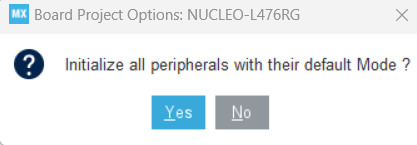 MX Board Project Options: NUCLEO-L476RG
? Initialize all peripherals with their default Mode ?
Yes No